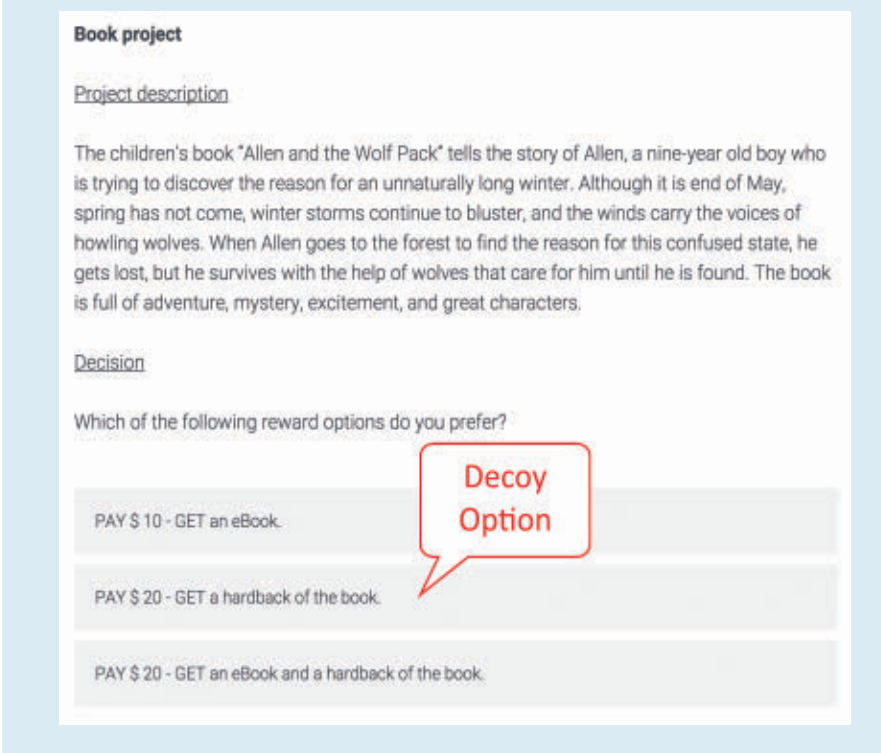 Book project
Project description
The children's book "Allen and the Wolf Pack" tells the story of Allen, a nine-year old boy who
is trying to discover the reason for an unnaturally long winter. Although it is end of May,
spring has not come, winter storms continue to bluster, and the winds carry the voices of
howling wolves. When Allen goes to the forest to find the reason for this confused state, he
gets lost, but he survives with the help of wolves that care for him until he is found. The book
is full of adventure, mystery, excitement, and great characters.
Decision
Which of the following reward options do you prefer?
Decoy
Option
PAY $ 10 - GET an eBook.
PAY $ 20 - GET a hardback of the book.
PAY $ 20 - GET an eBook and a hardback of the book.